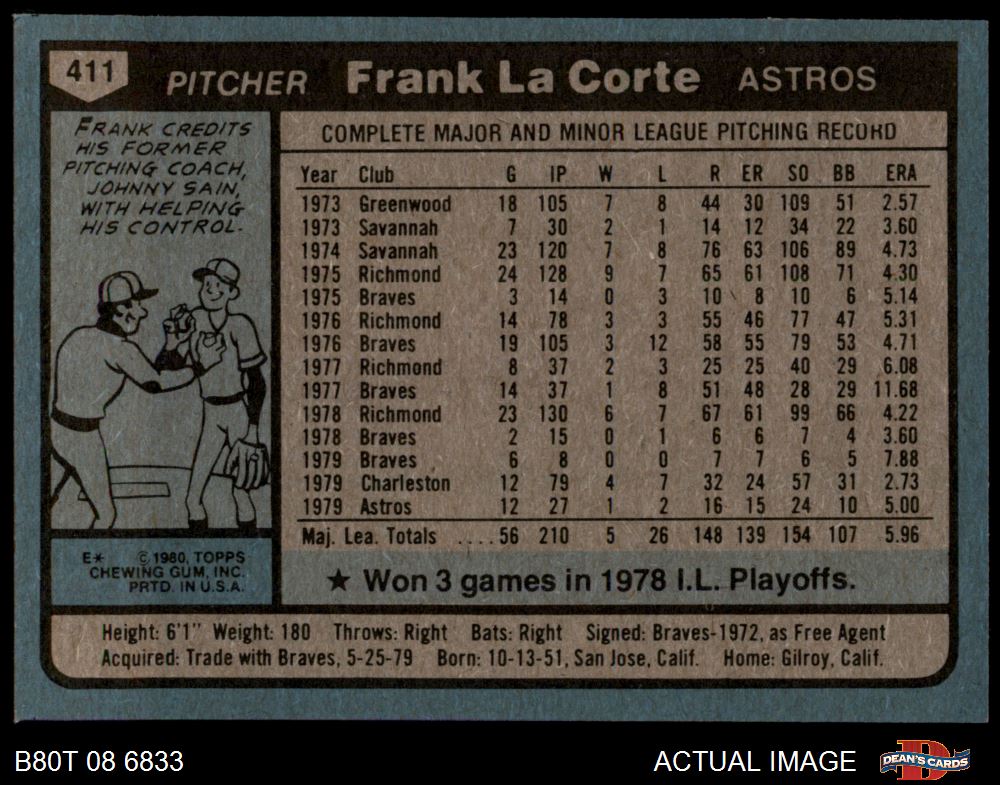 411 PITCHER Frank La Corte ASTROS
FRANK CREDITS
HIS FORMER
PITCHING COACH,
JOHNNY SAIN,
WITH HELPING
HIS CONTROL.
E* © 1980, TOPPS
CHEWING GUM, INC.
PRTD. IN U.S.A.
COMPLETE MAJOR AND MINOR LEAGUE PITCHING RECORD
Year Club G IP W L R ER SO BB ERA
1973 Greenwood 18 105 7 8 44 30 109 51 2.57
1973 Savannah 7 30 2 1 14 12 34 22 3.60
1974 Savannah 23 120 7 8 76 63 106 89 4.73
1975 Richmond 24 128 9 7 65 61 108 71 4.30
1975 Braves 3 14 0 3 10 8 10 6 5.14
1976 Richmond 14 78 3 3 55 46 77 47 5.31
1976 Braves 19 105 3 12 58 55 79 53 4.71
1977 Richmond 8 37 2 3 25 25 40 29 6.08
1977 Braves 14 37 1 8 51 48 28 29 11.68
1978 Richmond 23 130 6 7 67 61 99 66 4.22
1978 Braves 2 15 0 1 6 6 7 4 3.60
1979 Braves 6 8 0 0 7 7 6 5 7.88
1979 Charleston 12 79 4 7 32 24 57 31 2.73
1979 Astros 12 27 1 2 16 15 24 10 5.00
Maj. Lea. Totals .... 56 210 5 26 148 139 154 107 5.96
★ Won 3 games in 1978 I.L. Playoffs.
Height: 6'1" Weight: 180 Throws: Right Bats: Right Signed: Braves-1972, as Free Agent
Acquired: Trade with Braves, 5-25-79 Born: 10-13-51, San Jose, Calif. Home: Gilroy, Calif.
B80T 08 6833 ACTUAL IMAGE DEAN'S CARDS